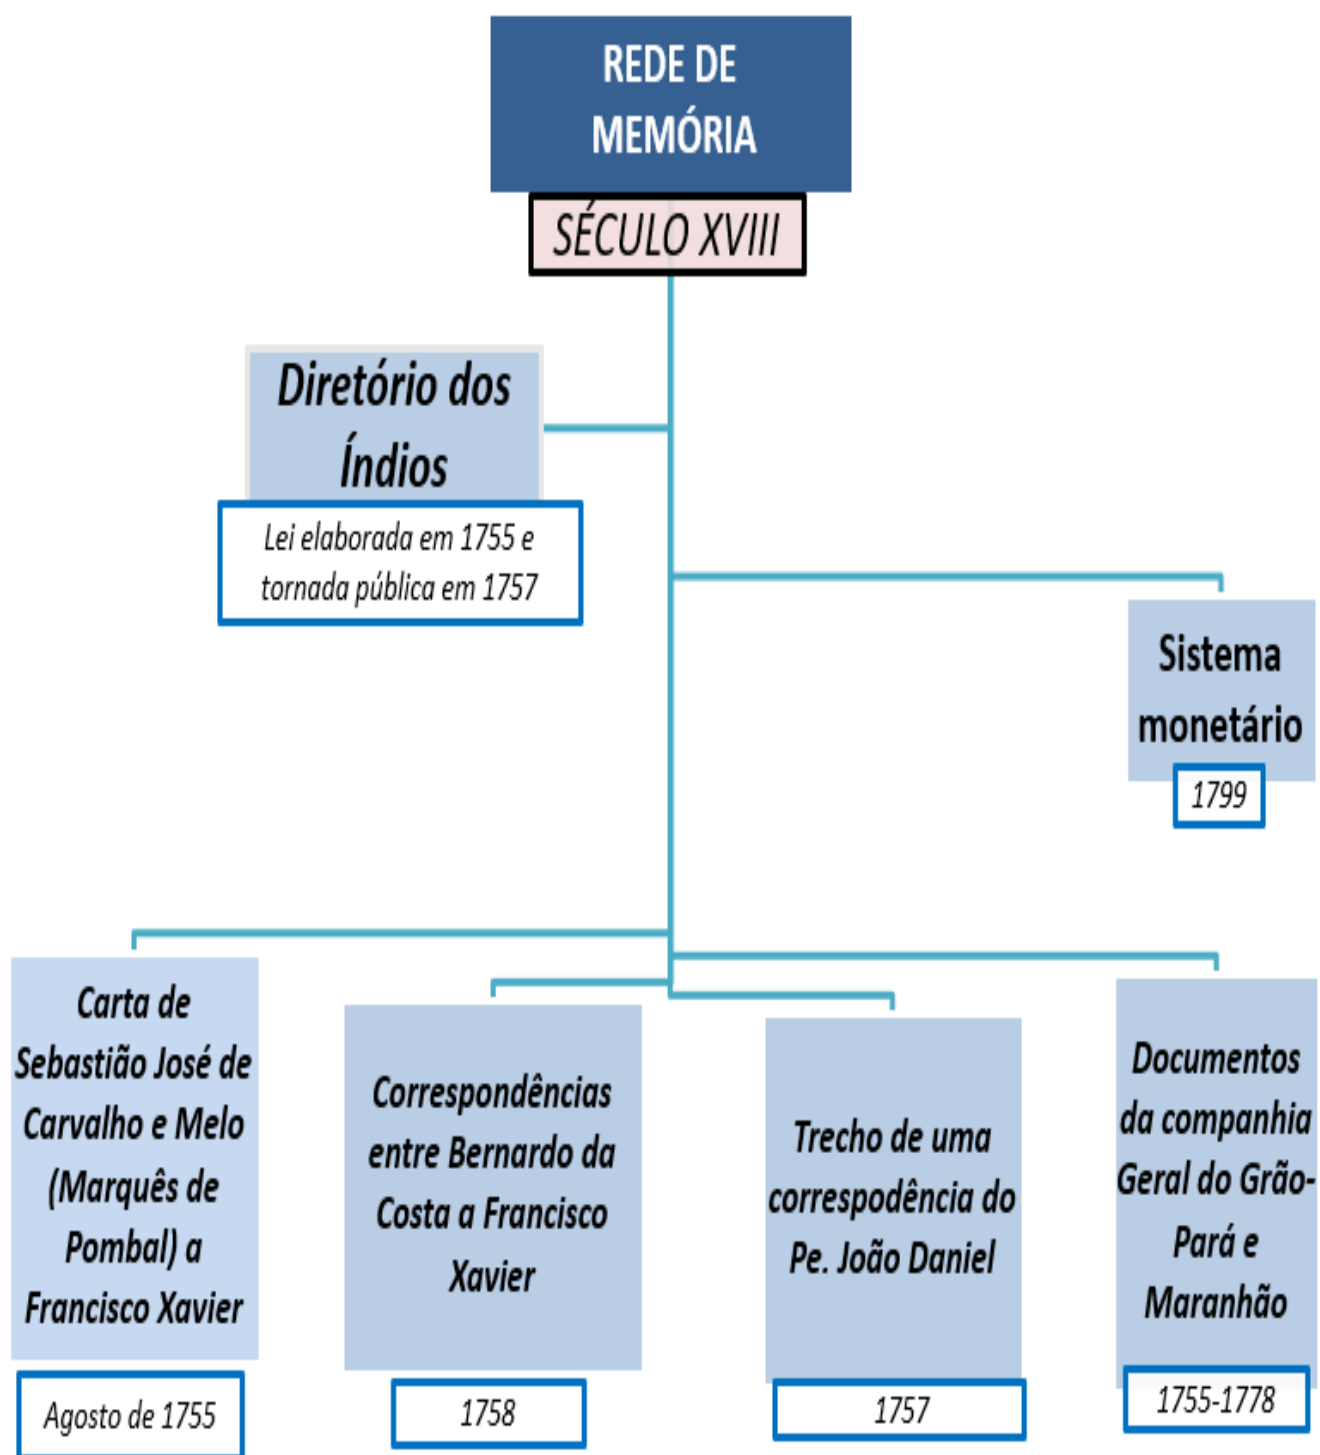 REDE DE
MEMÓRIA
SÉCULO XVIII
Diretório dos
Índios
Lei elaborada em 1755 e
tornada pública em 1757
Sistema
monetário
1799
Carta de
Sebastião José de
Carvalho e Melo
(Marquês de
Pombal) a
Francisco Xavier
Agosto de 1755
Correspondências
entre Bernardo da
Costa a Francisco
Xavier
1758
Trecho de uma
correspodência do
Pe. João Daniel
1757
Documentos
da companhia
Geral do Grão-
Pará e
Maranhão
1755-1778